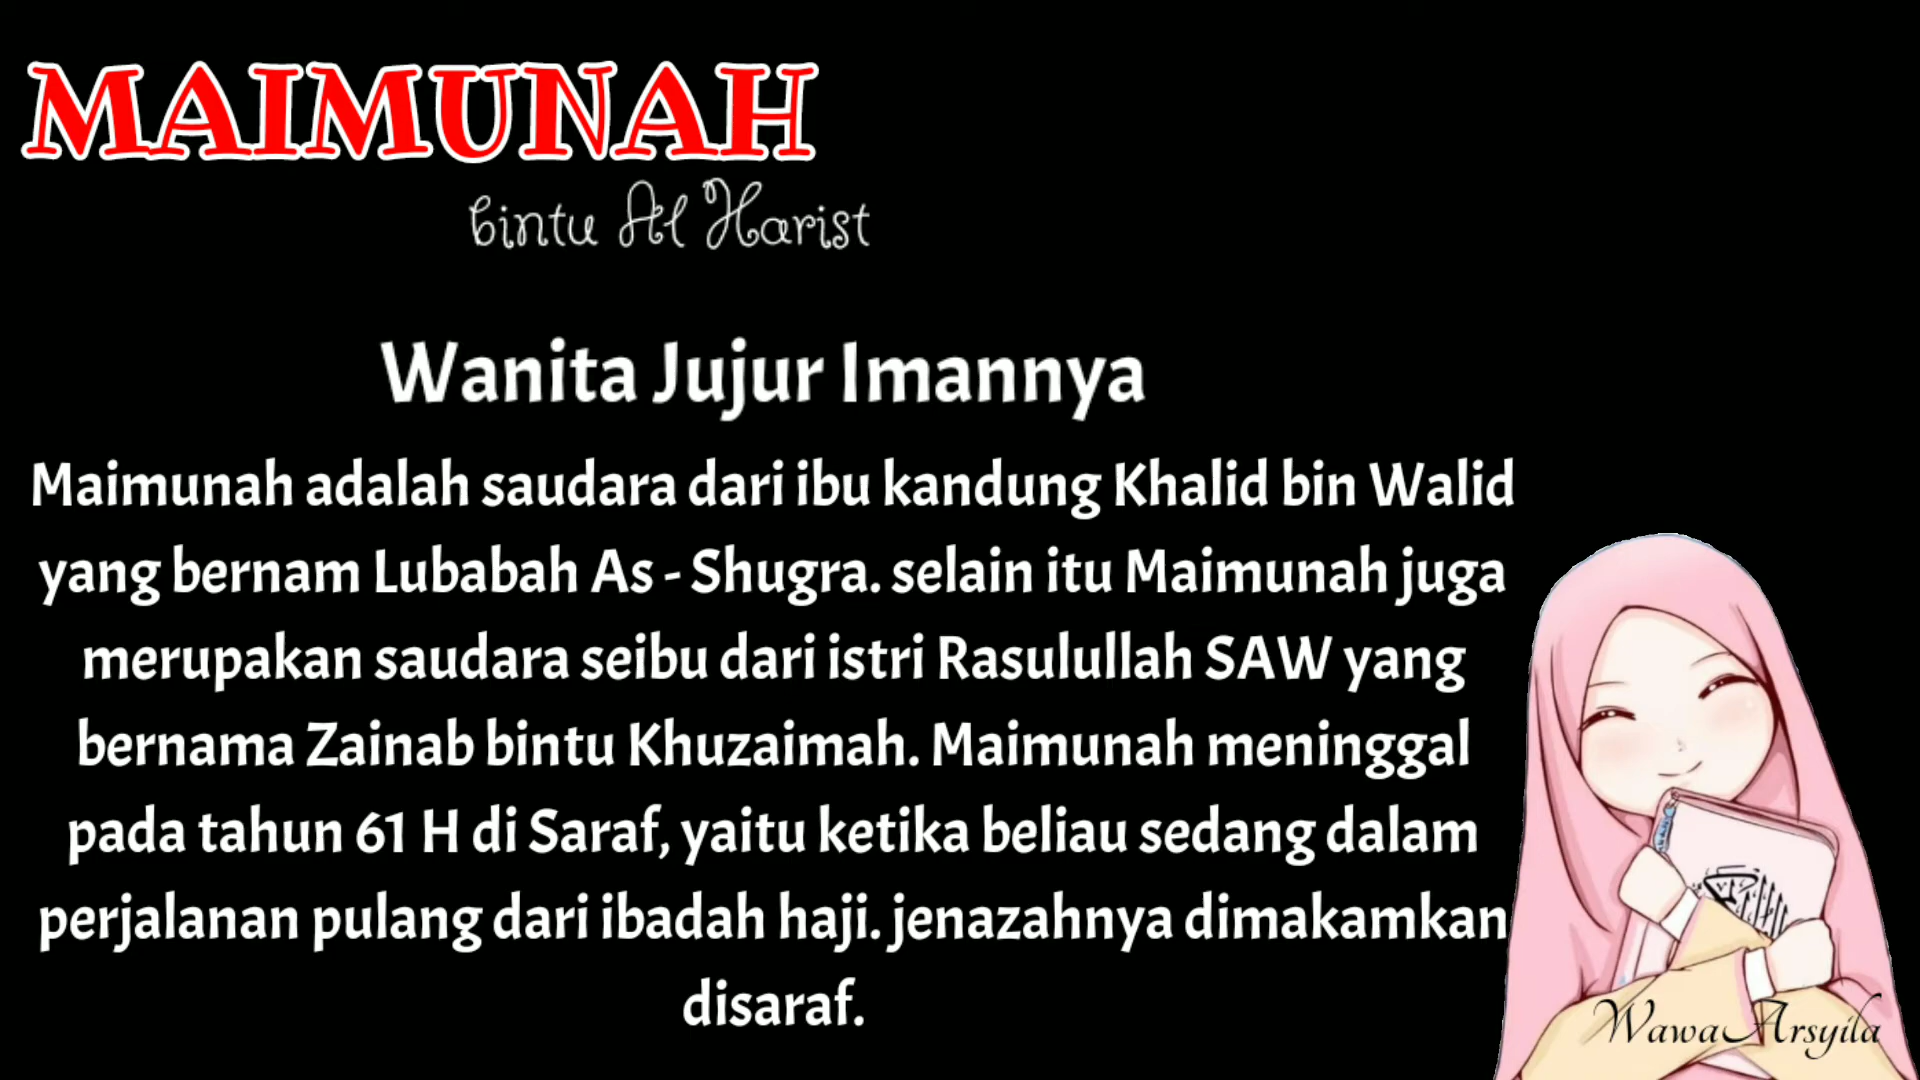 MAIMUNAH
bintu Al Harist
Wanita Jujur Imannya
Maimunah adalah saudara dari ibu kandung Khalid bin Walid
yang bernam Lubabah As - Shugra. selain itu Maimunah juga
merupakan saudara seibu dari istri Rasulullah SAW yang
bernama Zainab bintu Khuzaimah. Maimunah meninggal
pada tahun 61 H di Saraf, yaitu ketika beliau sedang dalam
perjalanan pulang dari ibadah haji. jenazahnya dimakamkan
disaraf.
Wawa Arsyila